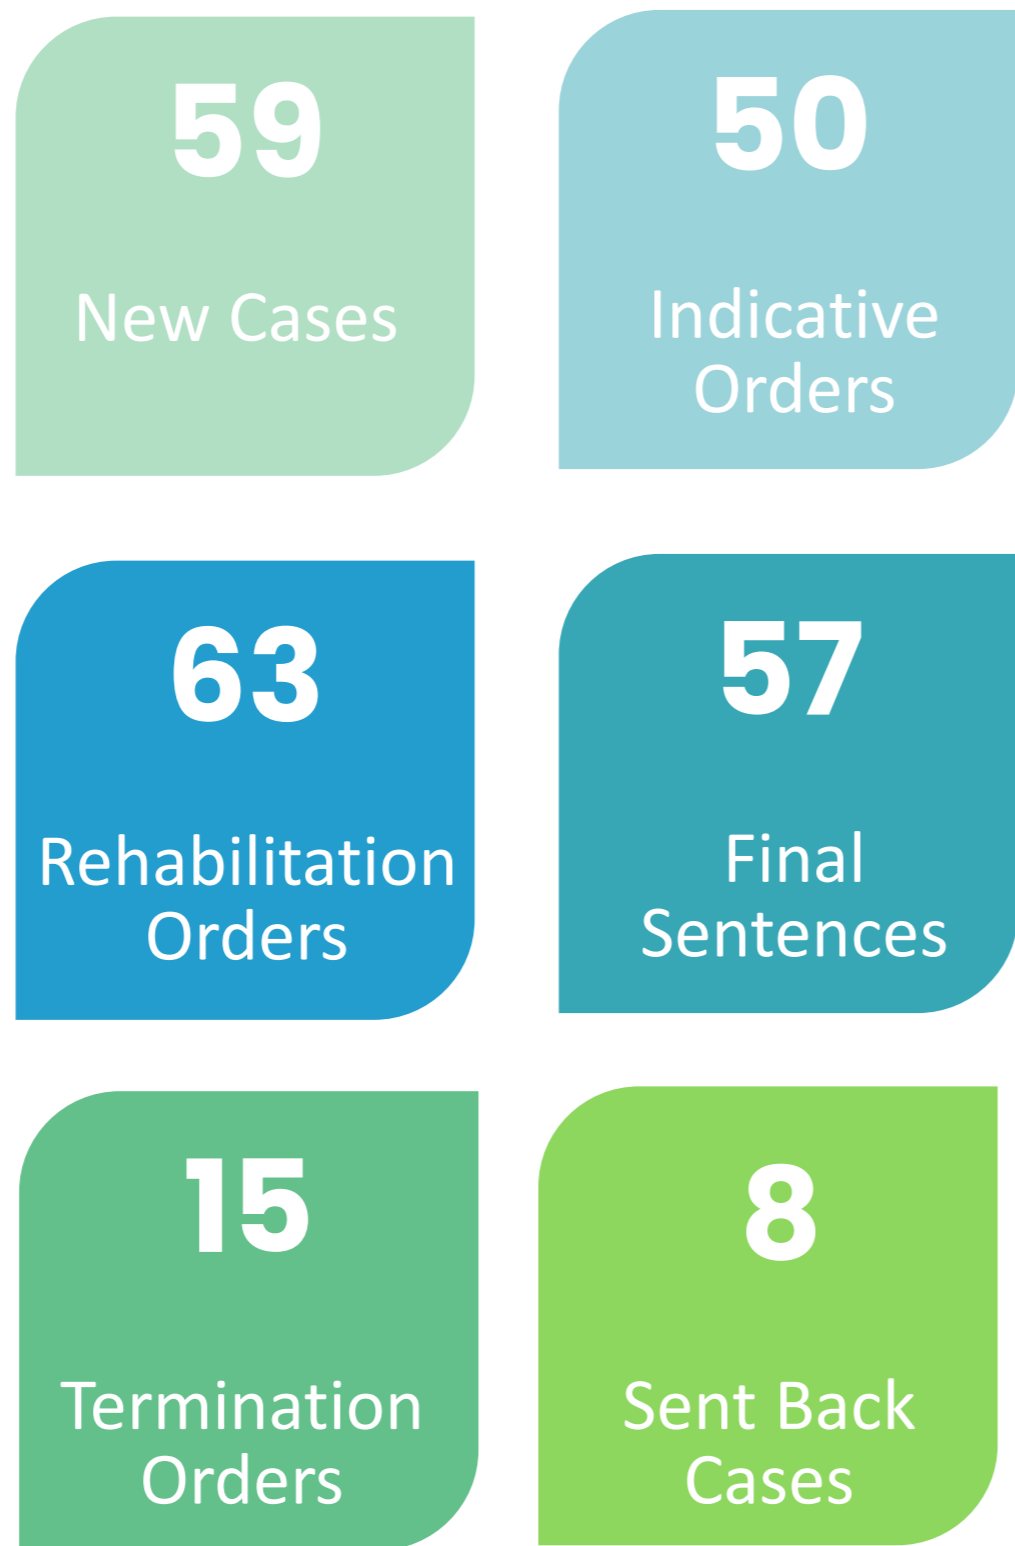 59
New Cases
50
Indicative
Orders
63
Rehabilitation
Orders
57
Final
Sentences
15
Termination
Orders
8
Sent Back
Cases